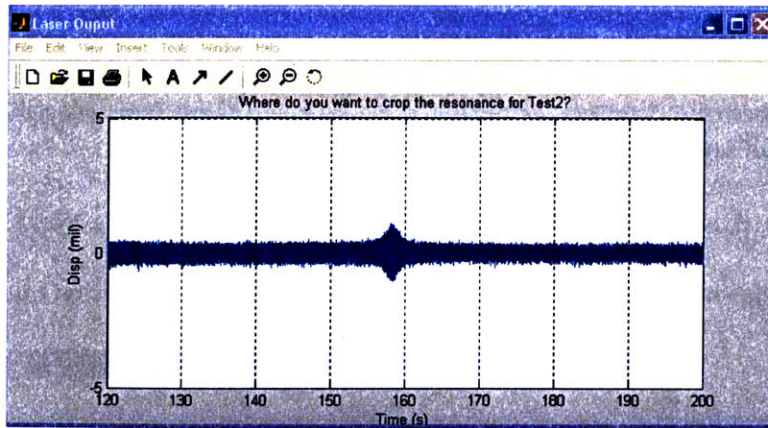 Laser Ouput
File Edit View Insert Tools Window Help
A
Where do you want to crop the resonance for Test2?
5
0
-5
Disp (mil)
120 130 140 150 160 170 180 190 200
Time (s)